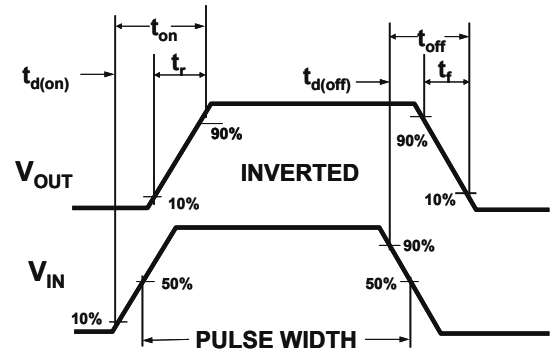 t_on t_off
t_d(on) t_r t_d(off) t_f
90% 90%
V_OUT INVERTED
10% 10%
V_IN 90%
50% 50%
10%
PULSE WIDTH